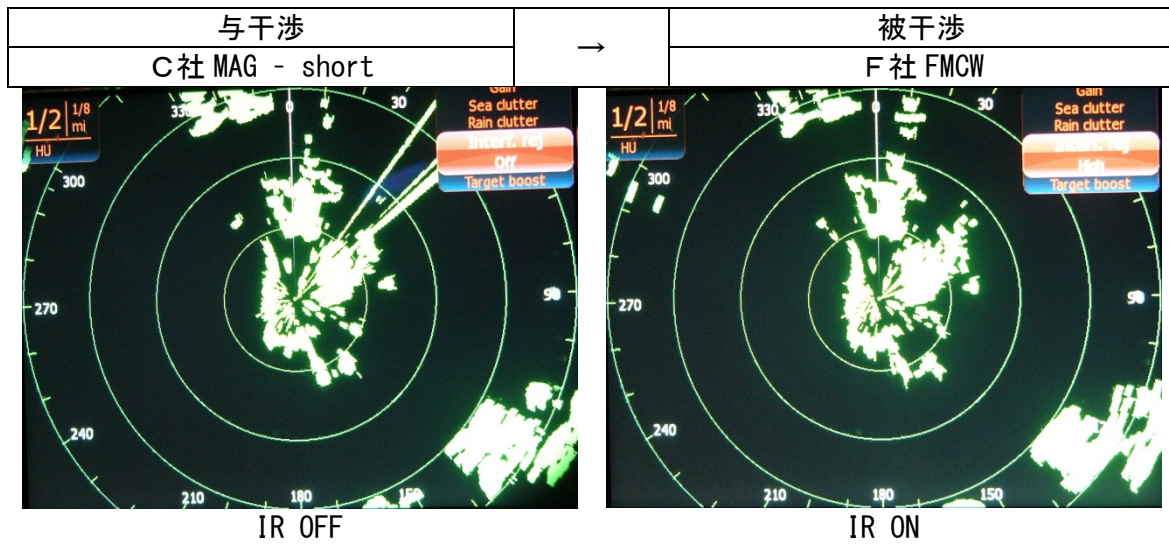 与干渉
→
被干渉
C社 MAG - short
F社 FMCW
1/2
1/8
mi
HU
Gain
Sea clutter
Rain clutter
Interf. rej
Off
Target boost
330
0
30
300
270
90
240
210
180
150
1/2
1/8
mi
HU
Gain
Sea clutter
Rain clutter
Interf. rej
High
Target boost
330
0
30
300
270
90
240
210
180
150
IR OFF
IR ON